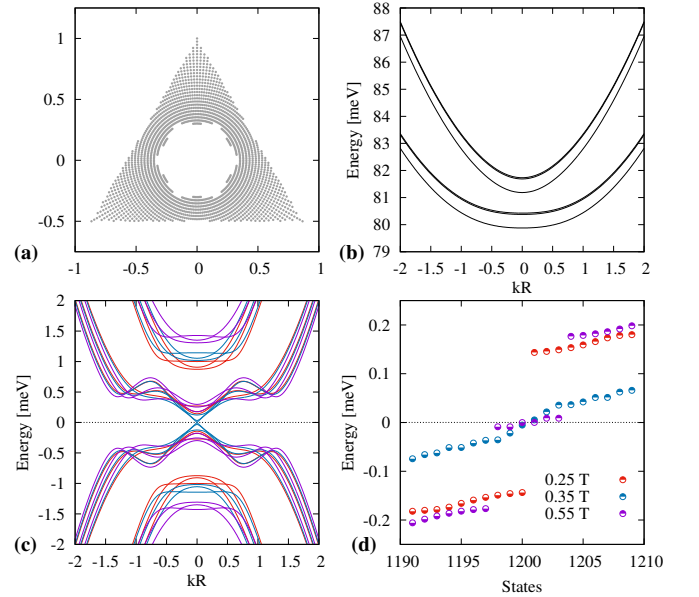 1
0.5
0
-0.5
-1 -0.5 0 0.5 1
(a)
88
87
86
85
84
83
82
81
80
79
Energy [meV]
-2 -1.5 -1 -0.5 0 0.5 1 1.5 2
kR
(b)
2
1.5
1
0.5
0
-0.5
-1
-1.5
-2
Energy [meV]
-2 -1.5 -1 -0.5 0 0.5 1 1.5 2
kR
(c)
0.2
0.1
0
-0.1
-0.2
Energy [meV]
0.25 T
0.35 T
0.55 T
1190 1195 1200 1205 1210
States
(d)